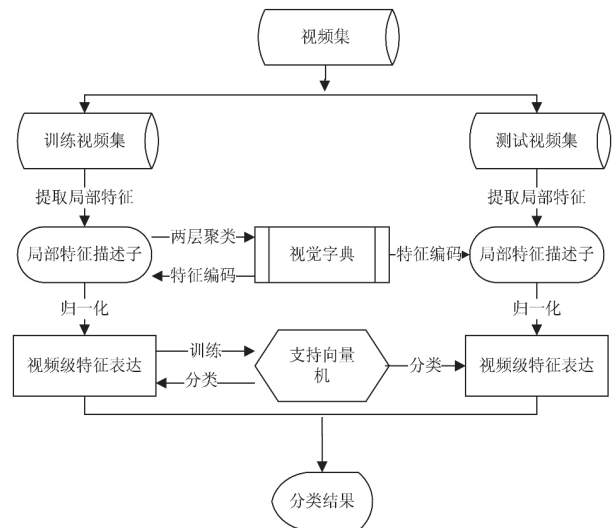 视频集
训练视频集
测试视频集
提取局部特征
提取局部特征
局部特征描述子
两层聚类
特征编码
视觉字典
特征编码
局部特征描述子
归一化
归一化
视频级特征表达
训练
分类
支持向量
机
分类
视频级特征表达
分类结果